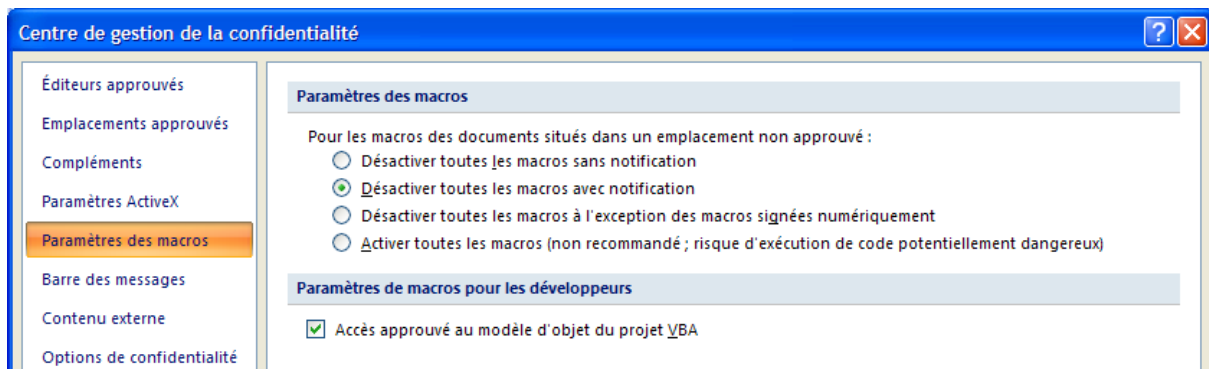 Centre de gestion de la confidentialité
Éditeurs approuvés
Emplacements approuvés
Compléments
Paramètres ActiveX
Paramètres des macros
Barre des messages
Contenu externe
Options de confidentialité
Paramètres des macros
Pour les macros des documents situés dans un emplacement non approuvé :
Désactiver toutes les macros sans notification
Désactiver toutes les macros avec notification
Désactiver toutes les macros à l'exception des macros signées numériquement
Activer toutes les macros (non recommandé ; risque d'exécution de code potentiellement dangereux)
Paramètres de macros pour les développeurs
Accès approuvé au modèle d'objet du projet VBA